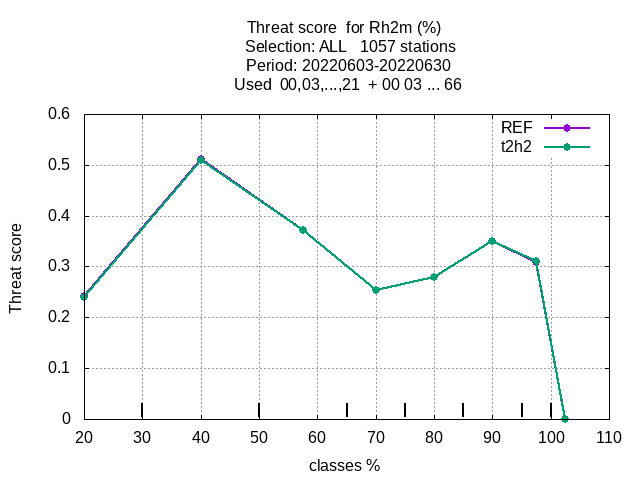 Threat score  for Rh2m (%)
Selection: ALL   1057 stations
Period: 20220603-20220630
Used  00,03,...,21  + 00 03 ... 66
REF
t2h2
0.6
0.5
0.4
0.3
0.2
0.1
0
Threat score
20 30 40 50 60 70 80 90 100 110
classes %